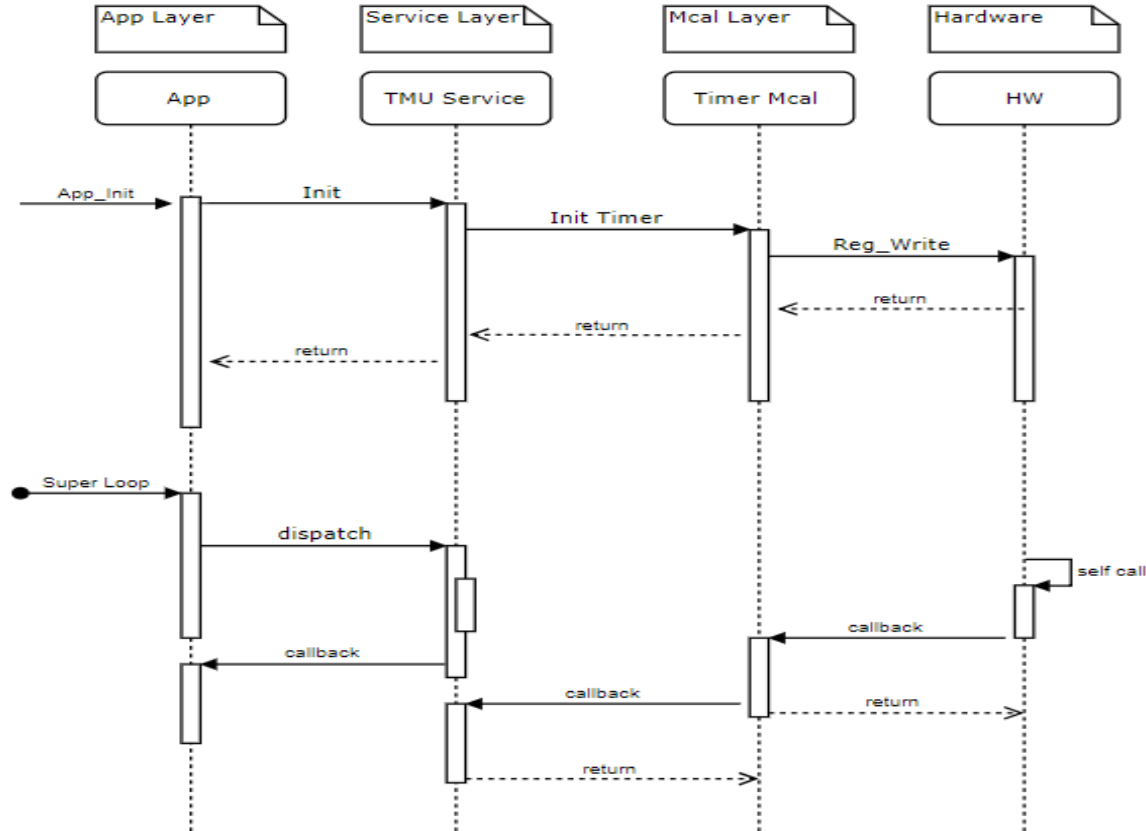 App Layer
Service Layer
Mcal Layer
Hardware
App
TMU Service
Timer Mcal
HW
App_Init
Init
Init Timer
Reg_Write
return
return
return
Super Loop
dispatch
self call
callback
callback
callback
return
return